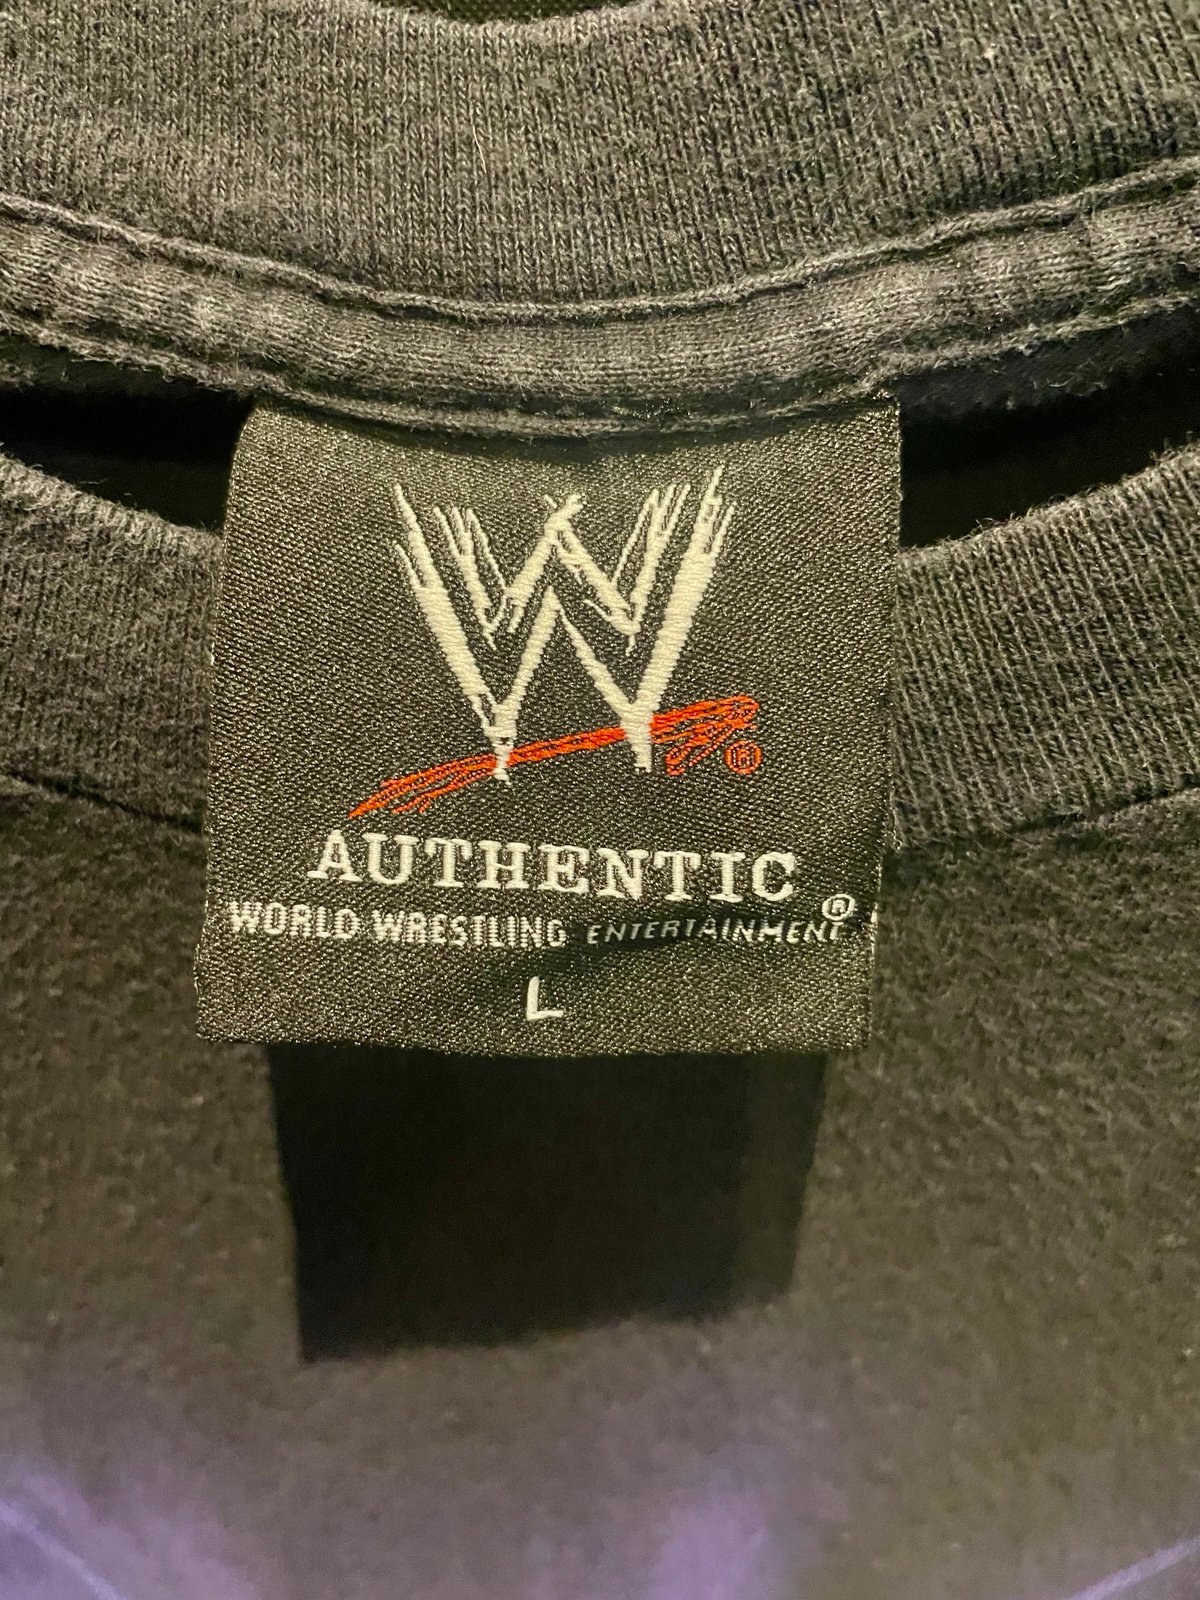 W ®
AUTHENTIC
WORLD WRESTLING ENTERTAINMENT ®
L